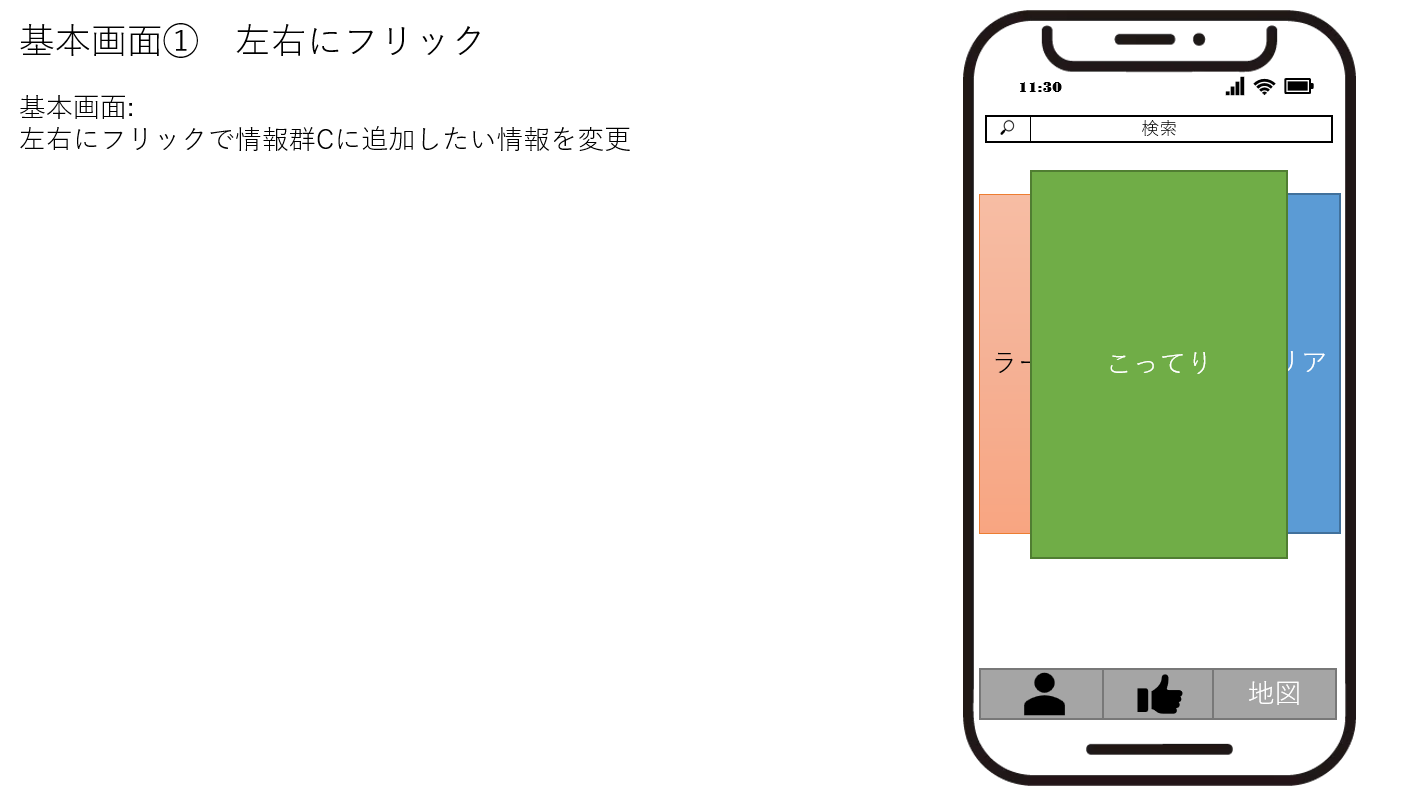 基本画面①　左右にフリック
基本画面:
左右にフリックで情報群Cに追加したい情報を変更
11:30
検索
ラー
こってり
リア
地図